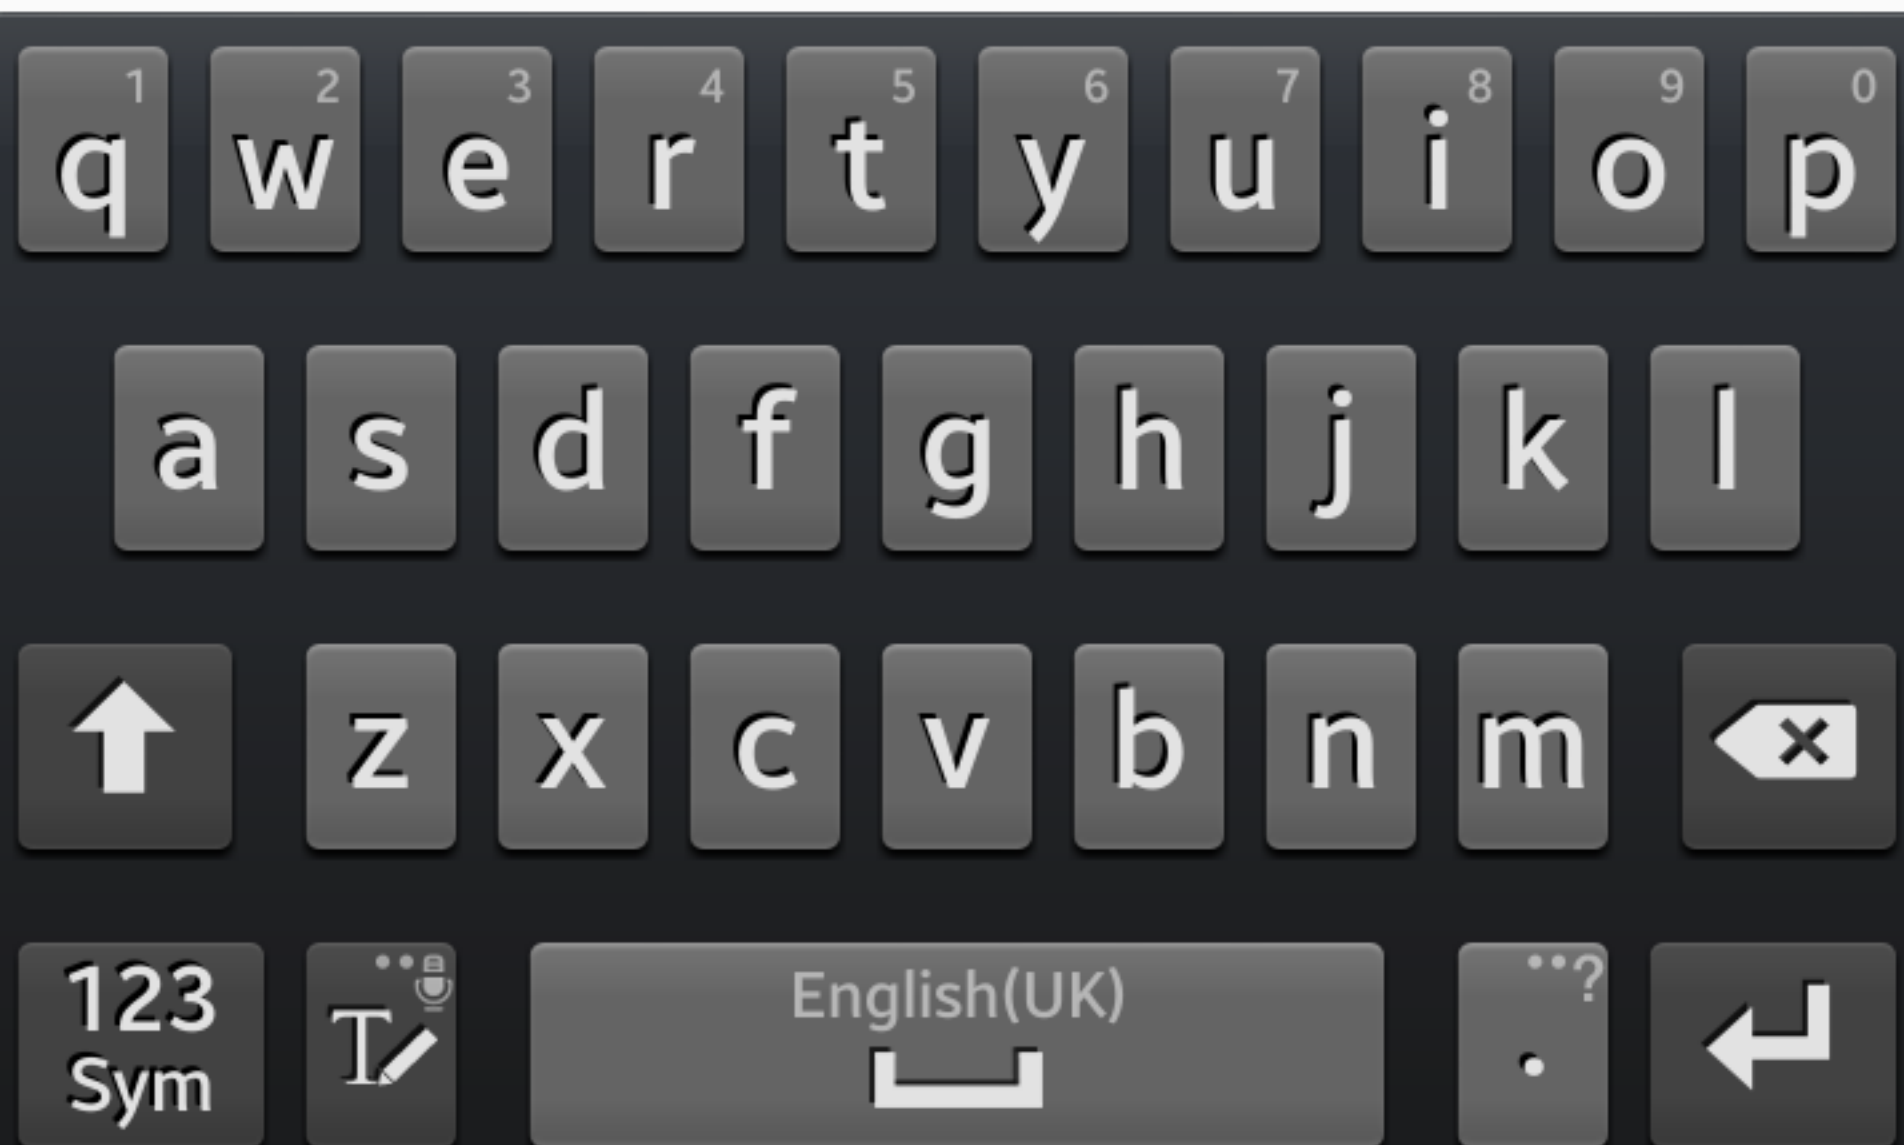 1 2 3 4 5 6 7 8 9 0
q w e r t y u i o p
a s d f g h j k l
z x c v b n m
123 T English(UK) ?
Sym .